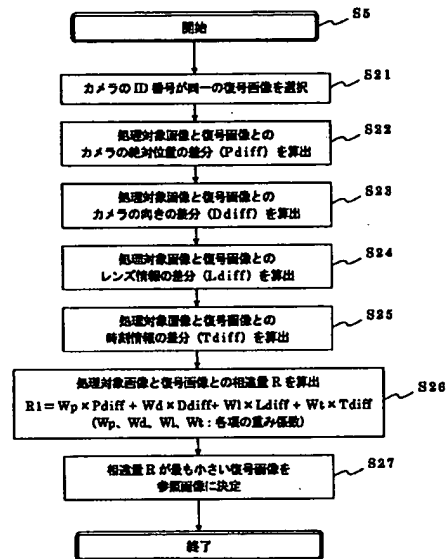 開始
S5
カメラのID番号が同一の復号画像を選択
S21
処理対象画像と復号画像との
カメラの絶対位置の差分(Pdiff)を算出
S22
処理対象画像と復号画像との
カメラの向きの差分(Ddiff)を算出
S23
処理対象画像と復号画像との
レンズ情報の差分(Ldiff)を算出
S24
処理対象画像と復号画像との
時刻情報の差分(Tdiff)を算出
S25
処理対象画像と復号画像との相違量 R を算出
R1=Wp×Pdiff + Wd×Ddiff+ Wl×Ldiff + Wt×Tdiff
(Wp、Wd、Wl、Wt:各項の重み係数)
S26
相違量 R が最も小さい復号画像を
参照画像に決定
S27
終了